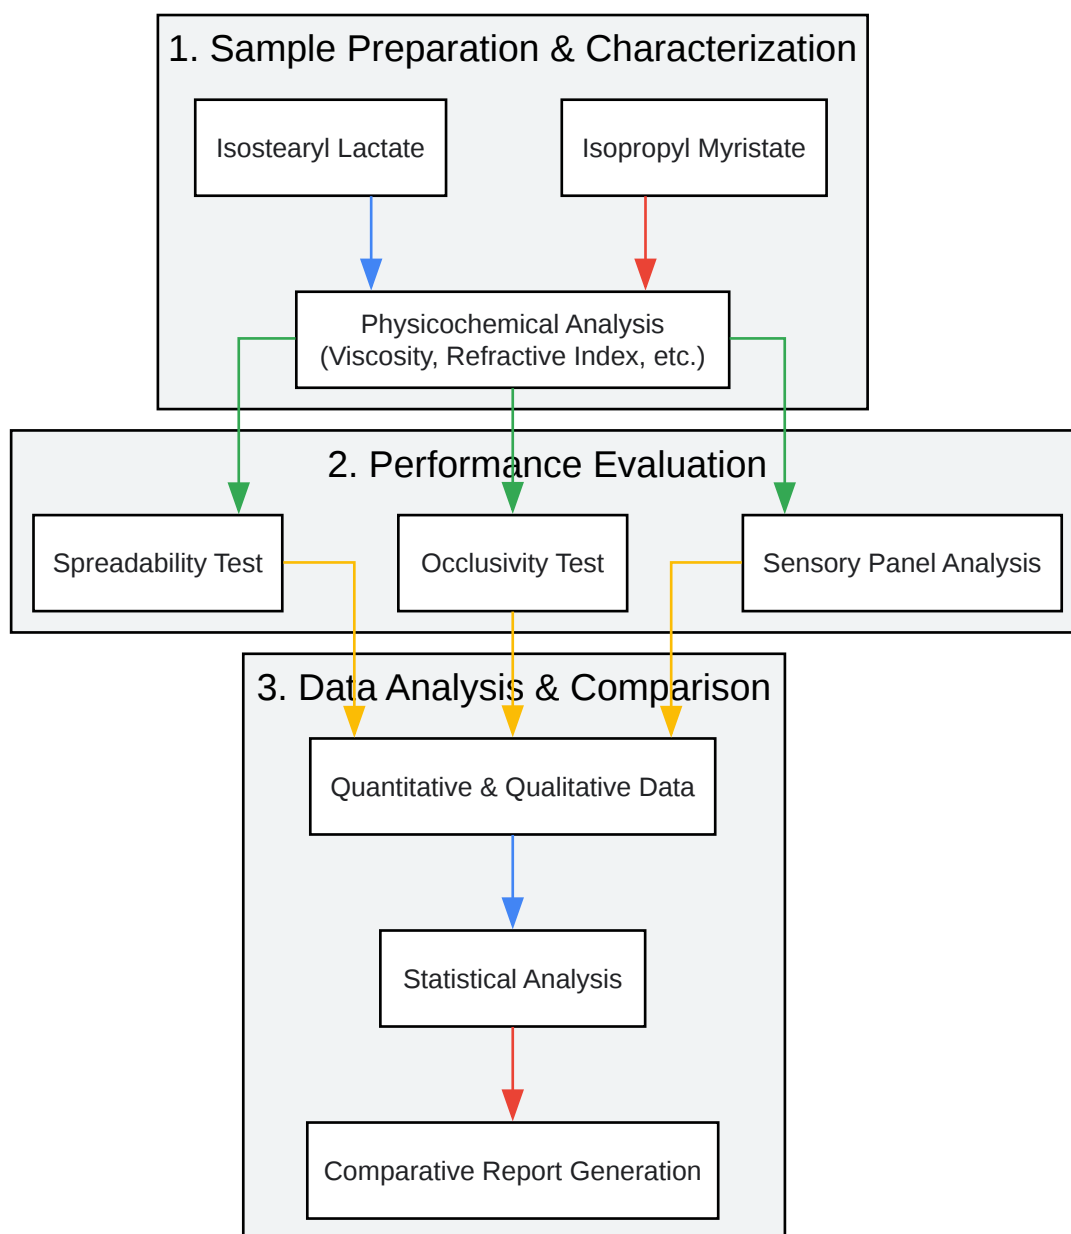 1. Sample Preparation & Characterization
Isostearyl Lactate
Isopropyl Myristate
Physicochemical Analysis
(Viscosity, Refractive Index, etc.)
2. Performance Evaluation
Spreadability Test
Occlusivity Test
Sensory Panel Analysis
3. Data Analysis & Comparison
Quantitative & Qualitative Data
Statistical Analysis
Comparative Report Generation